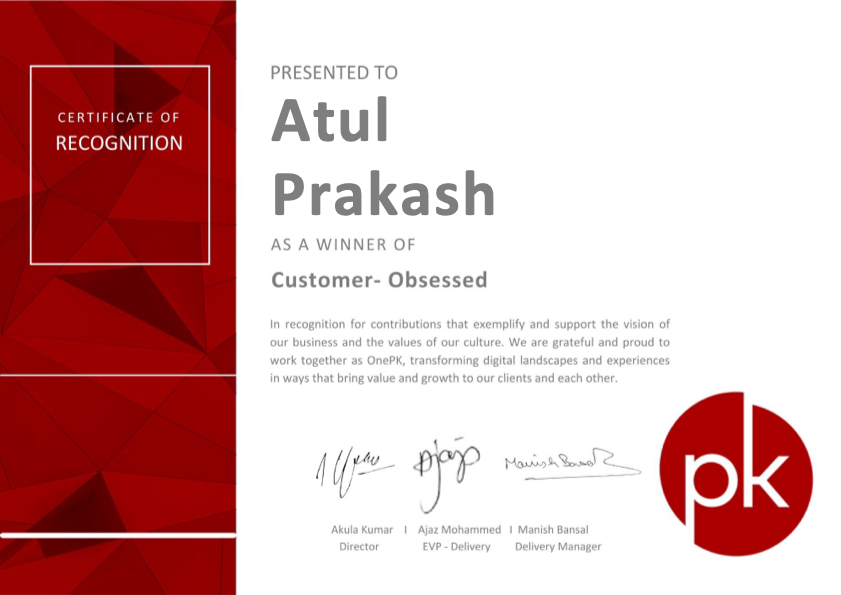 CERTIFICATE OF
RECOGNITION
PRESENTED TO
Atul
Prakash
AS A WINNER OF
Customer- Obsessed
In recognition for contributions that exemplify and support the vision of
our business and the values of our culture. We are grateful and proud to
work together as OnePK, transforming digital landscapes and experiences
in ways that bring value and growth to our clients and each other.
Ajaz
Manish Bansal
Akula Kumar I Ajaz Mohammed I Manish Bansal
Director EVP - Delivery Delivery Manager
pk